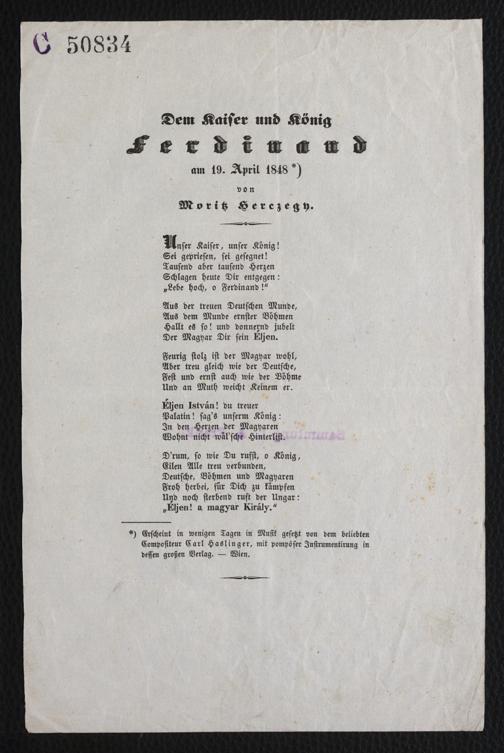 C 50834
Dem Kaiser und König
Ferdinand
am 19. April 1848 *)
von
Moritz Herczegy.
Unser Kaiser, unser König!
Sei gepriesen, sei gesegnet!
Tausend aber tausend Herzen
Schlagen heute Dir entgegen:
„Lebe hoch, o Ferdinand!“
Aus der treuen Deutschen Munde,
Aus dem Munde ernster Böhmen
Hallt es so! und donnernd jubelt
Der Magyar Dir sein Éljen.
Feurig stolz ist der Magyar wohl,
Aber treu gleich wie der Deutsche,
Fest und ernst auch wie der Böhme
Und an Muth weicht Keinem er.
Éljen István! du treuer
Palatin! sag's unserm König:
In den Herzen der Magyaren
Wohnt nicht wäl'sche Hinterlist.
D'rum, so wie Du rufst, o König,
Eilen Alle treu verbunden,
Deutsche, Böhmen und Magyaren
Froh herbei, für Dich zu kämpfen
Und noch sterbend ruft der Ungar:
„Éljen! a magyar Király.“
*) Erscheint in wenigen Tagen in Musik gesetzt von dem beliebten
Compositeur Carl Haslinger, mit pompöser Instrumentirung in
dessen großen Verlag. — Wien.